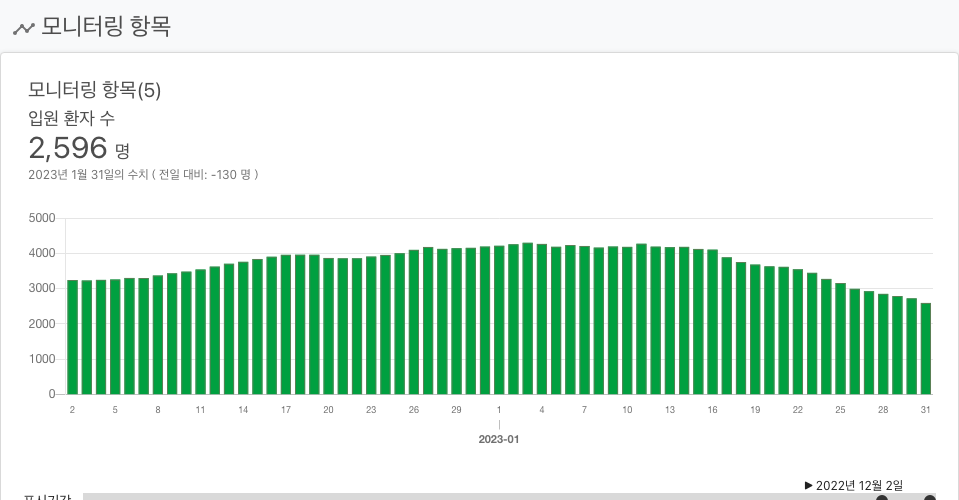 모니터링 항목
모니터링 항목(5)
입원 환자 수
2,596 명
2023년 1월 31일의 수치 ( 전일 대비: -130 명 )
5000
4000
3000
2000
1000
0
2 5 8 11 14 17 20 23 26 29 1 4 7 10 13 16 19 22 25 28 31
2023-01
▶ 2022년 12월 2일
표시기간